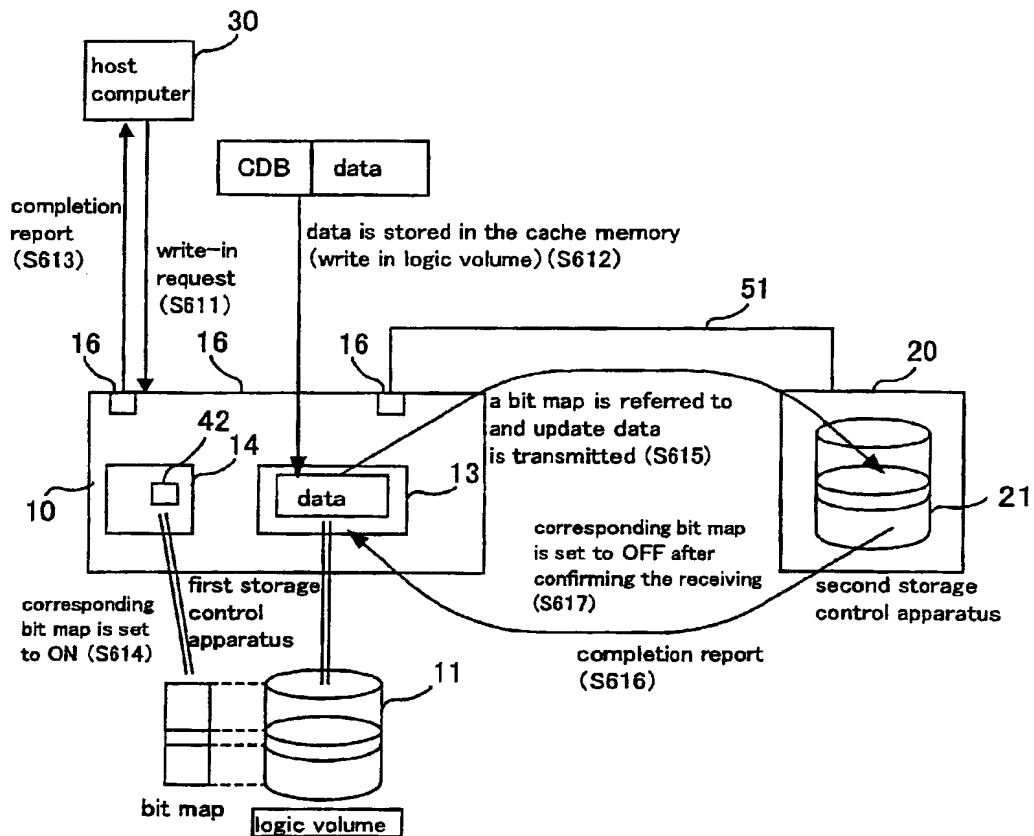 30
host
computer
CDB data
completion
report
(S613)
write-in
request
(S611)
data is stored in the cache memory
(write in logic volume) (S612)
51
16
16
16
20
a bit map is referred to
and update data
is transmitted (S615)
42
14
13
10
data
21
corresponding bit map
is set to OFF after
confirming the receiving
(S617)
first storage
control
apparatus
second storage
control apparatus
corresponding
bit map is set
to ON (S614)
completion report
(S616)
11
bit map
logic volume